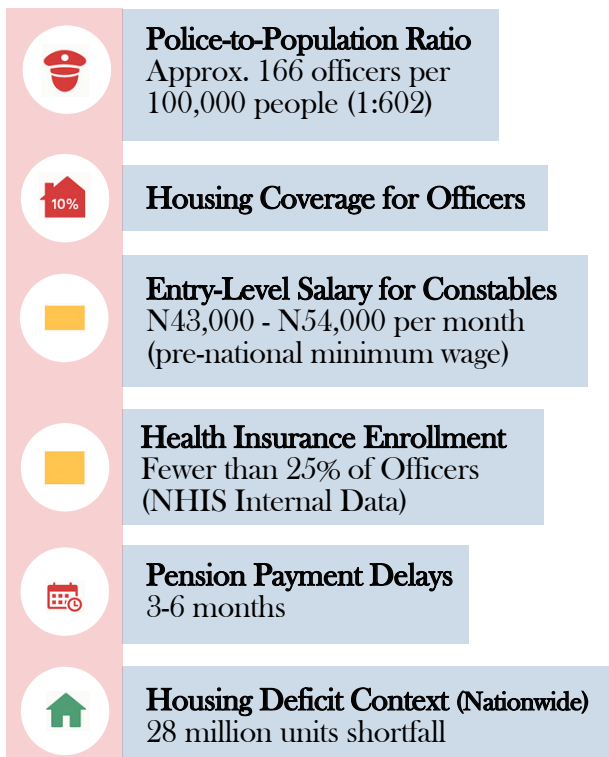 Police-to-Population Ratio
Approx. 166 officers per
100,000 people (1:602)
10%
Housing Coverage for Officers
Entry-Level Salary for Constables
N43,000 - N54,000 per month
(pre-national minimum wage)
Health Insurance Enrollment
Fewer than 25% of Officers
(NHIS Internal Data)
Pension Payment Delays
3-6 months
Housing Deficit Context (Nationwide)
28 million units shortfall